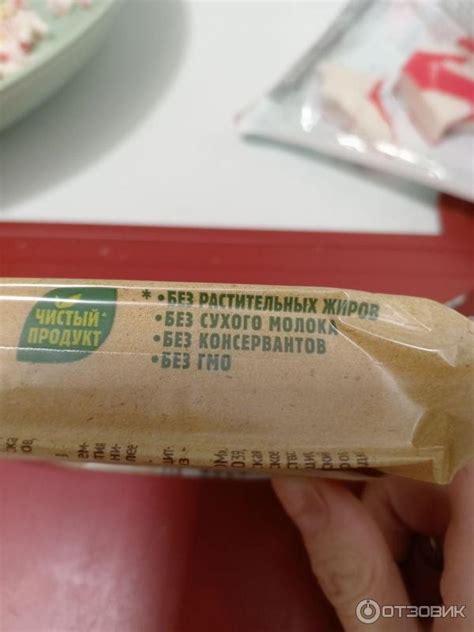 ЧИСТЫЙ*
ПРОДУКТ
* •БЕЗ РАСТИТЕЛЬНЫХ ЖИРОВ
•БЕЗ СУХОГО МОЛОКА
•БЕЗ КОНСЕРВАНТОВ
•БЕЗ ГМО
ОТЗОВИК